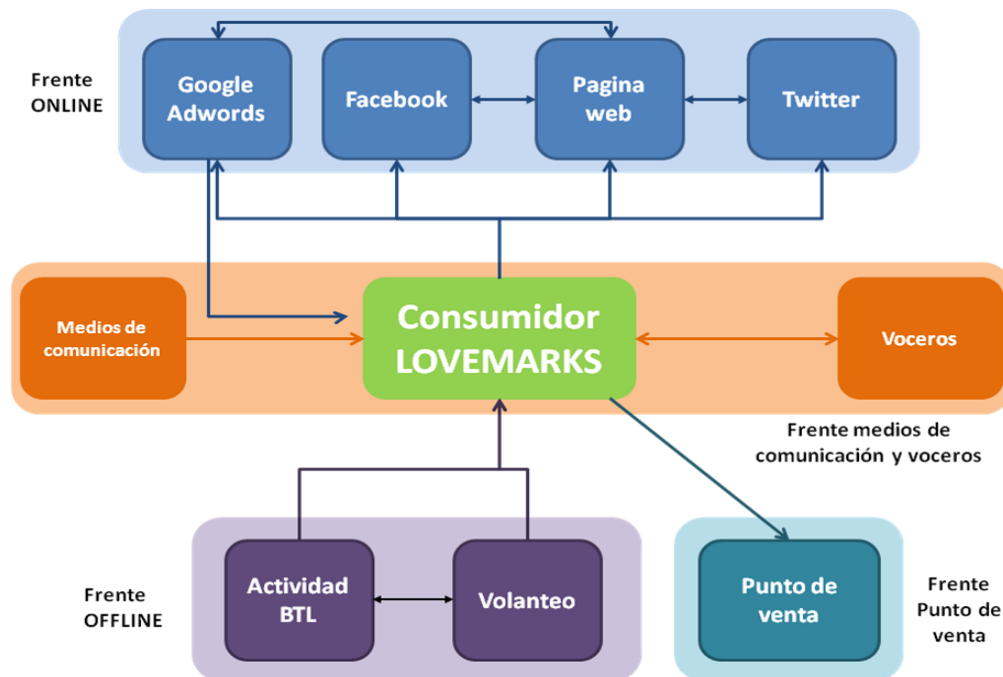 Frente
ONLINE
Google
Adwords
Facebook
Pagina
web
Twitter
Medios de
comunicación
Consumidor
LOVEMARKS
Voceros
Frente medios de
comunicación y voceros
Frente
OFFLINE
Actividad
BTL
Volanteo
Punto de
venta
Frente
Punto de
venta